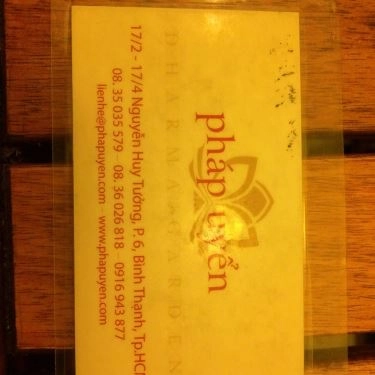 pháp uyển
DHARMA GARDEN
17/2 - 17/4 Nguyễn Huy Tưởng, P. 6, Bình Thạnh, Tp.HCM
08. 35 035 579 - 08. 36 026 818 - 0916 943 877
lienhe@phapuyen.com - www.phapuyen.com